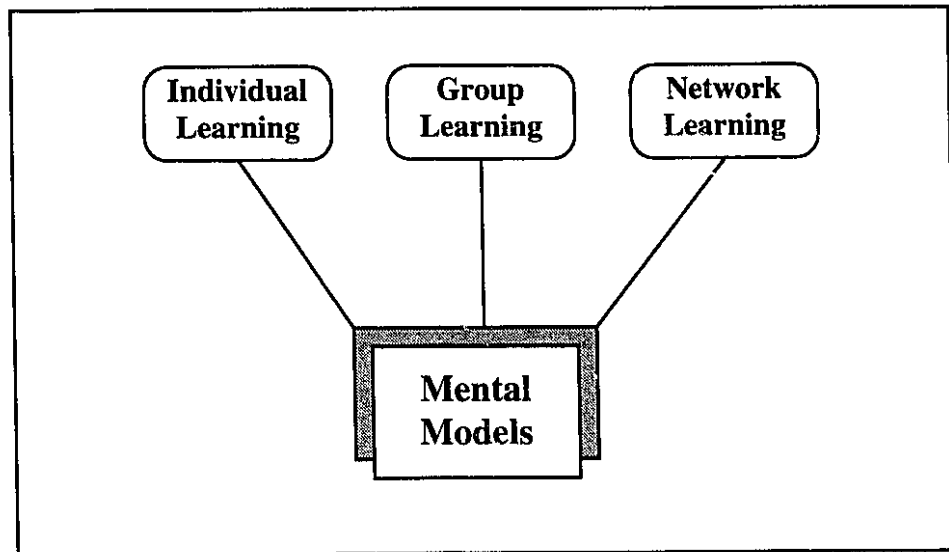 Individual
Learning
Group
Learning
Network
Learning
Mental
Models